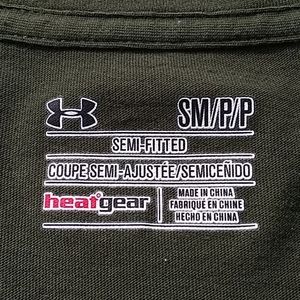 SM/P/P
SEMI-FITTED
COUPE SEMI-AJUSTÉE/SEMICEÑIDO
heatgear
MADE IN CHINA
FABRIQUÉ EN CHINE
HECHO EN CHINA